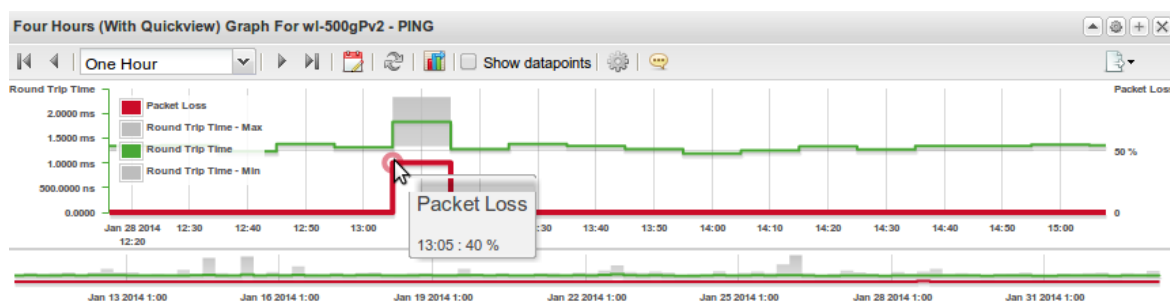 Four Hours (With Quickview) Graph For wl-500gPv2 - PING
One Hour
Show datapoints
Round Trip Time
Packet Loss
2.0000 ms
1.5000 ms
1.0000 ms
500.0000 ns
0.0000
Packet Loss
Round Trip Time - Max
Round Trip Time
Round Trip Time - Min
50 %
0
Jan 28 2014 12:30 12:40 12:50 13:00 :30 13:40 13:50 14:00 14:10 14:20 14:30 14:40 14:50 15:00
12:20
Packet Loss
13:05 : 40 %
Jan 13 2014 1:00 Jan 16 2014 1:00 Jan 19 2014 1:00 Jan 22 2014 1:00 Jan 25 2014 1:00 Jan 28 2014 1:00 Jan 31 2014 1:00